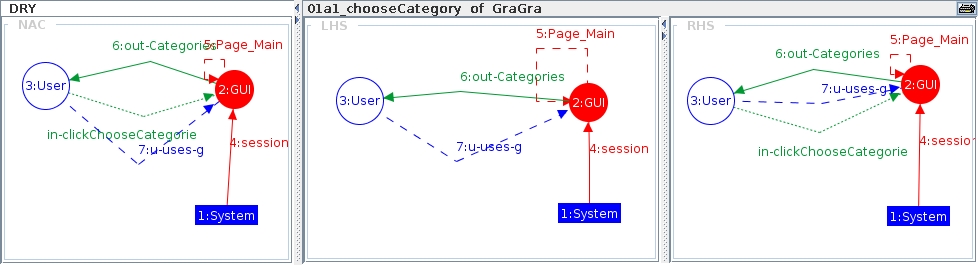 DRY
01a1_chooseCategory of GraGra
NAC
6:out-Categories
5:Page_Main
3:User
2:GUI
in-clickChooseCategorie
7:u-uses-g
4:session
1:System
LHS
5:Page_Main
6:out-Categories
3:User
2:GUI
7:u-uses-g
4:session
1:System
RHS
5:Page_Main
6:out-Categories
3:User
7:u-uses-g
2:GUI
in-clickChooseCategorie
4:session
1:System